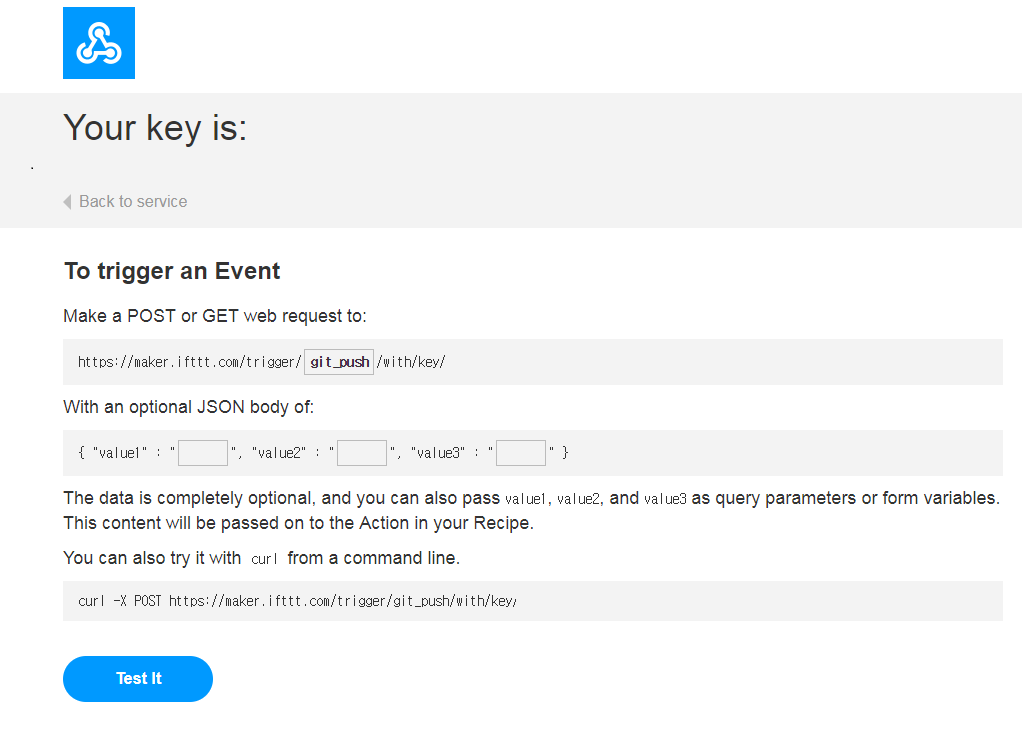 Your key is:
Back to service
To trigger an Event
Make a POST or GET web request to:
https://maker.ifttt.com/trigger/ git_push /with/key/
With an optional JSON body of:
{ "value1" : "", "value2" : "", "value3" : "" }
The data is completely optional, and you can also pass value1, value2, and value3 as query parameters or form variables.
This content will be passed on to the Action in your Recipe.
You can also try it with curl from a command line.
curl -X POST https://maker.ifttt.com/trigger/git_push/with/key/
Test It